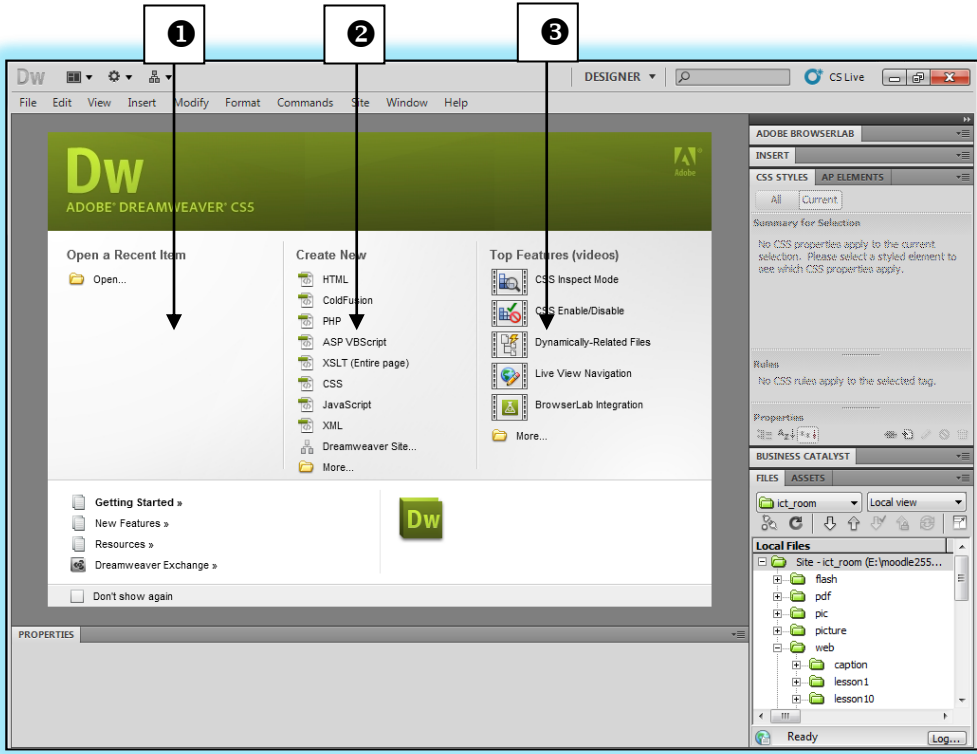 ❶ ❷ ❸
Dw DESIGNER CS Live
File Edit View Insert Modify Format Commands Site Window Help
Dw
ADOBE® DREAMWEAVER® CS5
Adobe®
Open a Recent Item
Open...
Create New
HTML
ColdFusion
PHP
ASP VBScript
XSLT (Entire page)
CSS
JavaScript
XML
Dreamweaver Site...
More...
Top Features (videos)
CSS Inspect Mode
CSS Enable/Disable
Dynamically-Related Files
Live View Navigation
BrowserLab Integration
More...
Getting Started »
New Features »
Resources »
Dreamweaver Exchange »
Dw
Don't show again
PROPERTIES
ADOBE BROWSERLAB
INSERT
CSS STYLES AP ELEMENTS
All Current
Summary for Selection
No CSS properties apply to the current
selection. Please select a styled element to
see which CSS properties apply.
Rules
No CSS rules apply to the selected tag.
Properties
BUSINESS CATALYST
FILES ASSETS
ict_room Local view
Local Files
Site - ict_room (E:\moodle255...
flash
pdf
pic
picture
web
caption
lesson1
lesson10
Ready Log...